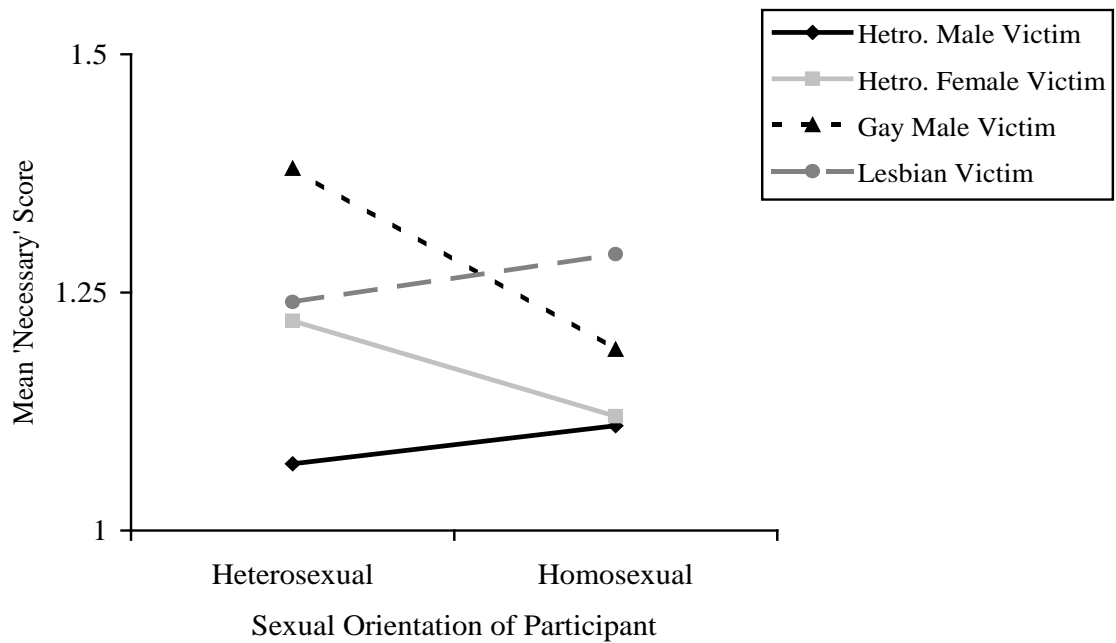 Hetro. Male Victim
Hetro. Female Victim
Gay Male Victim
Lesbian Victim
Mean 'Necessary' Score
1.5
1.25
1
Heterosexual
Homosexual
Sexual Orientation of Participant